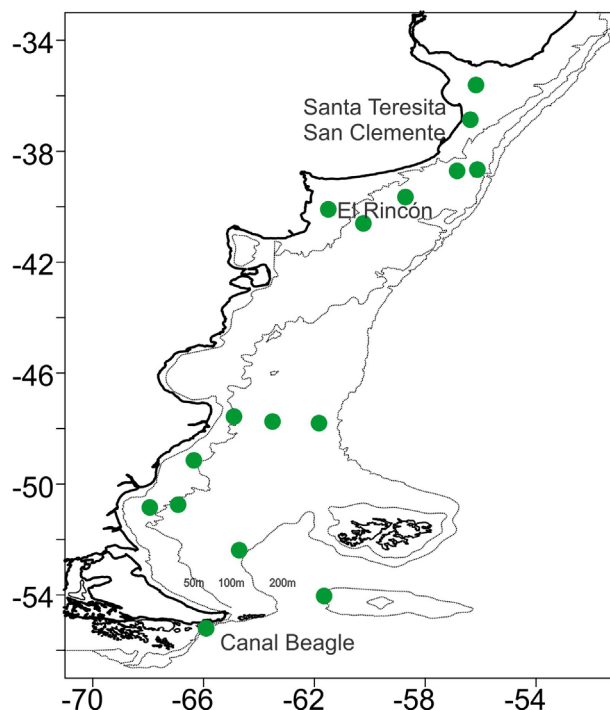 -33
Santa Teresita
San Clemente
-38
El Rincón
-42
-46
-50
50m 100m 200m
-54
Canal Beagle
-70 -66 -62 -58 -54